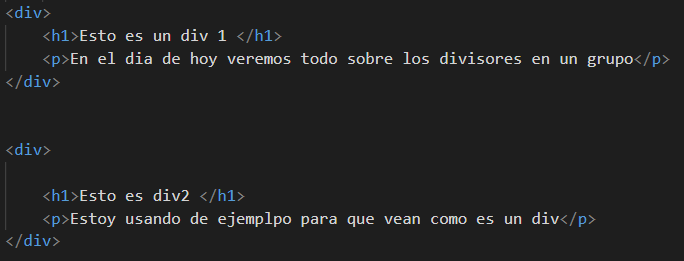 <div>
<h1>Esto es un div 1 </h1>
<p>En el dia de hoy veremos todo sobre los divisores en un grupo</p>
</div>
<div>
<h1>Esto es div2 </h1>
<p>Estoy usando de ejemplpo para que vean como es un div</p>
</div>